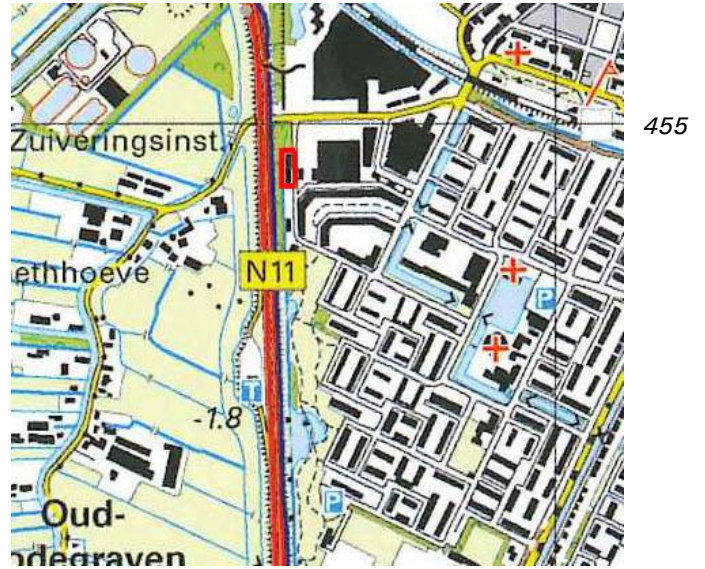 455
Zuiveringsinst.
ethhoeve
N11
P
T
-1.8
P
Oud-
odegraven